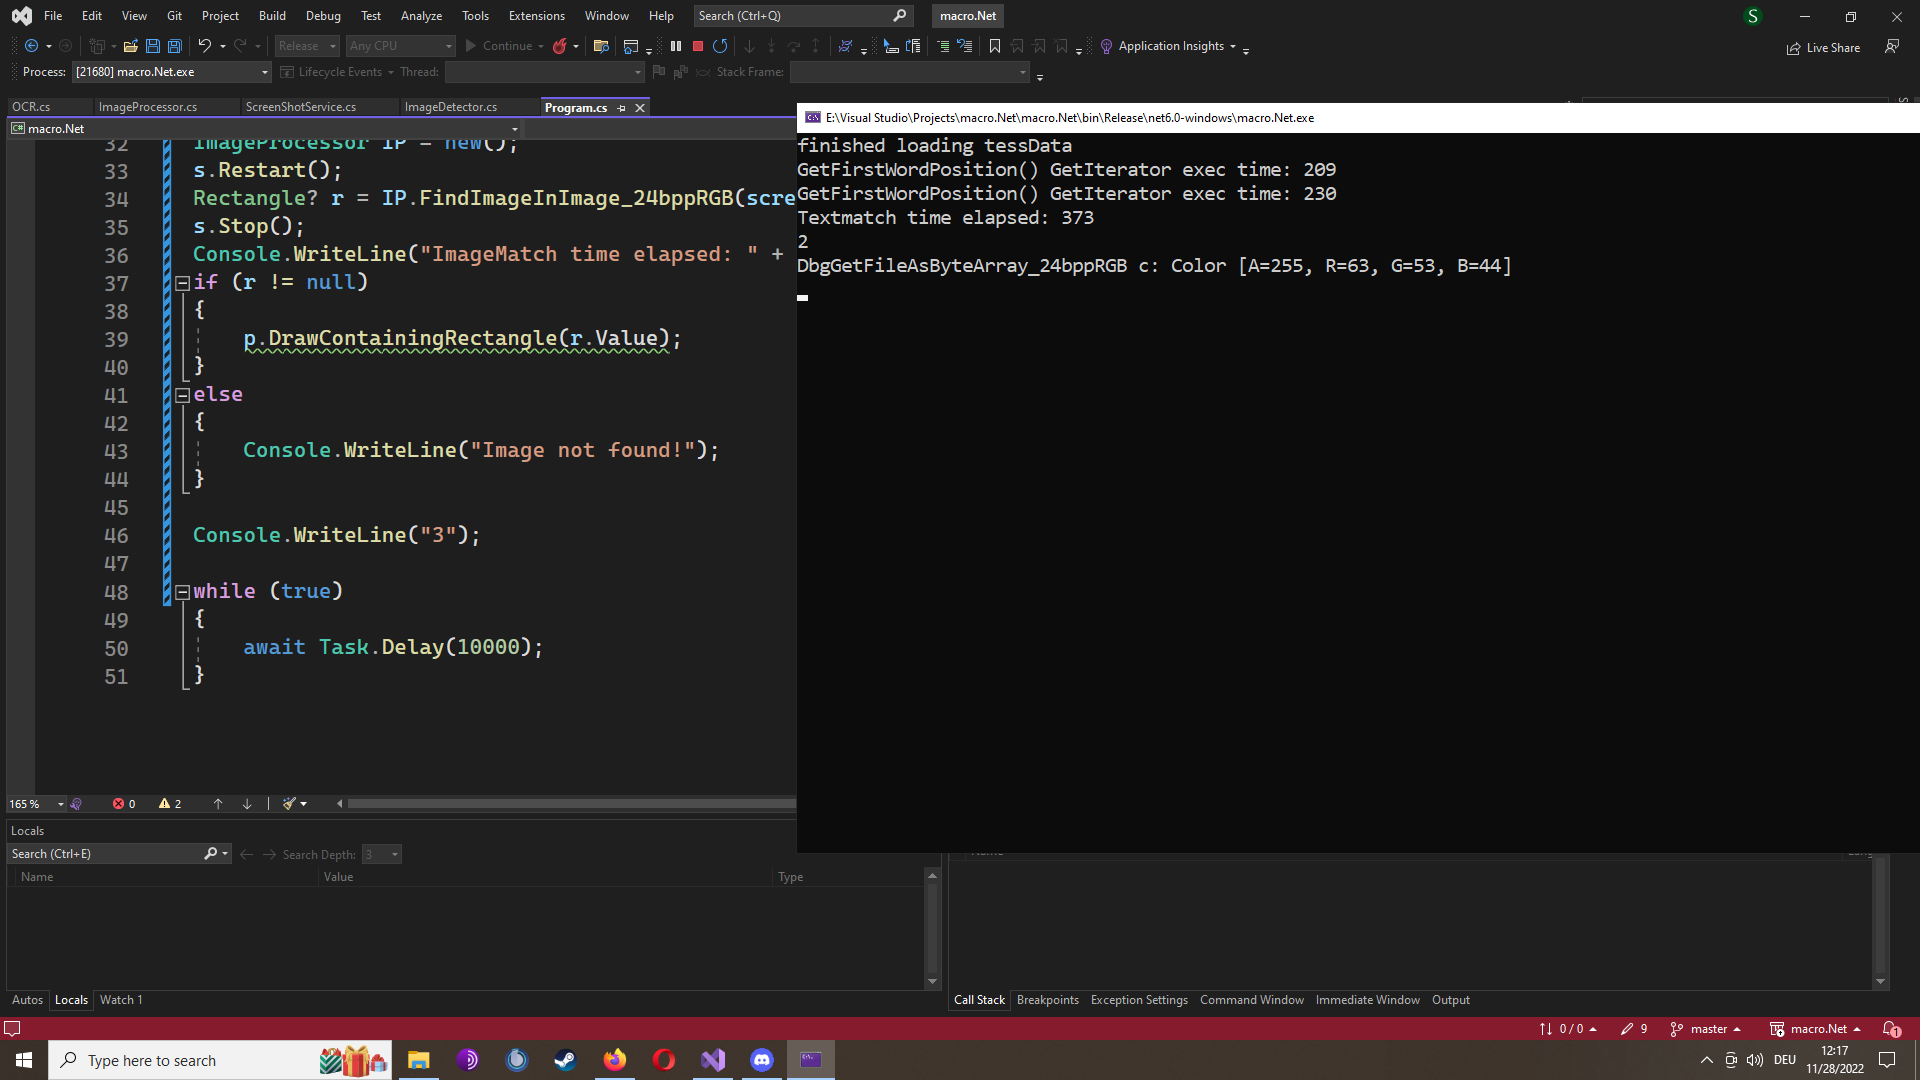 File Edit View Git Project Build Debug Test Analyze Tools Extensions Window Help Search (Ctrl+Q) macro.Net S
Release Any CPU Continue Application Insights Live Share
Process: [21680] macro.Net.exe Lifecycle Events Thread: Stack Frame:
OCR.cs ImageProcessor.cs ScreenShotService.cs ImageDetector.cs Program.cs
macro.Net
E:\Visual Studio\Projects\macro.Net\macro.Net\bin\Release\net6.0-windows\macro.Net.exe
32 ImageProcessor IP = new();
33 s.Restart();
34 Rectangle? r = IP.FindImageInImage_24bppRGB(scre
35 s.Stop();
36 Console.WriteLine("ImageMatch time elapsed: " +
37 if (r != null)
38 {
39 p.DrawContainingRectangle(r.Value);
40 }
41 else
42 {
43 Console.WriteLine("Image not found!");
44 }
45
46 Console.WriteLine("3");
47
48 while (true)
49 {
50 await Task.Delay(10000);
51 }
finished loading tessData
GetFirstWordPosition() GetIterator exec time: 209
GetFirstWordPosition() GetIterator exec time: 230
Textmatch time elapsed: 373
2
DbgGetFileAsByteArray_24bppRGB c: Color [A=255, R=63, G=53, B=44]
165 % 0 2
Locals
Search (Ctrl+E) Search Depth: 3
Name Value Type
Name
Autos Locals Watch 1
Call Stack Breakpoints Exception Settings Command Window Immediate Window Output
0 / 0 9 master macro.Net 1
Type here to search
DEU 12:17
11/28/2022